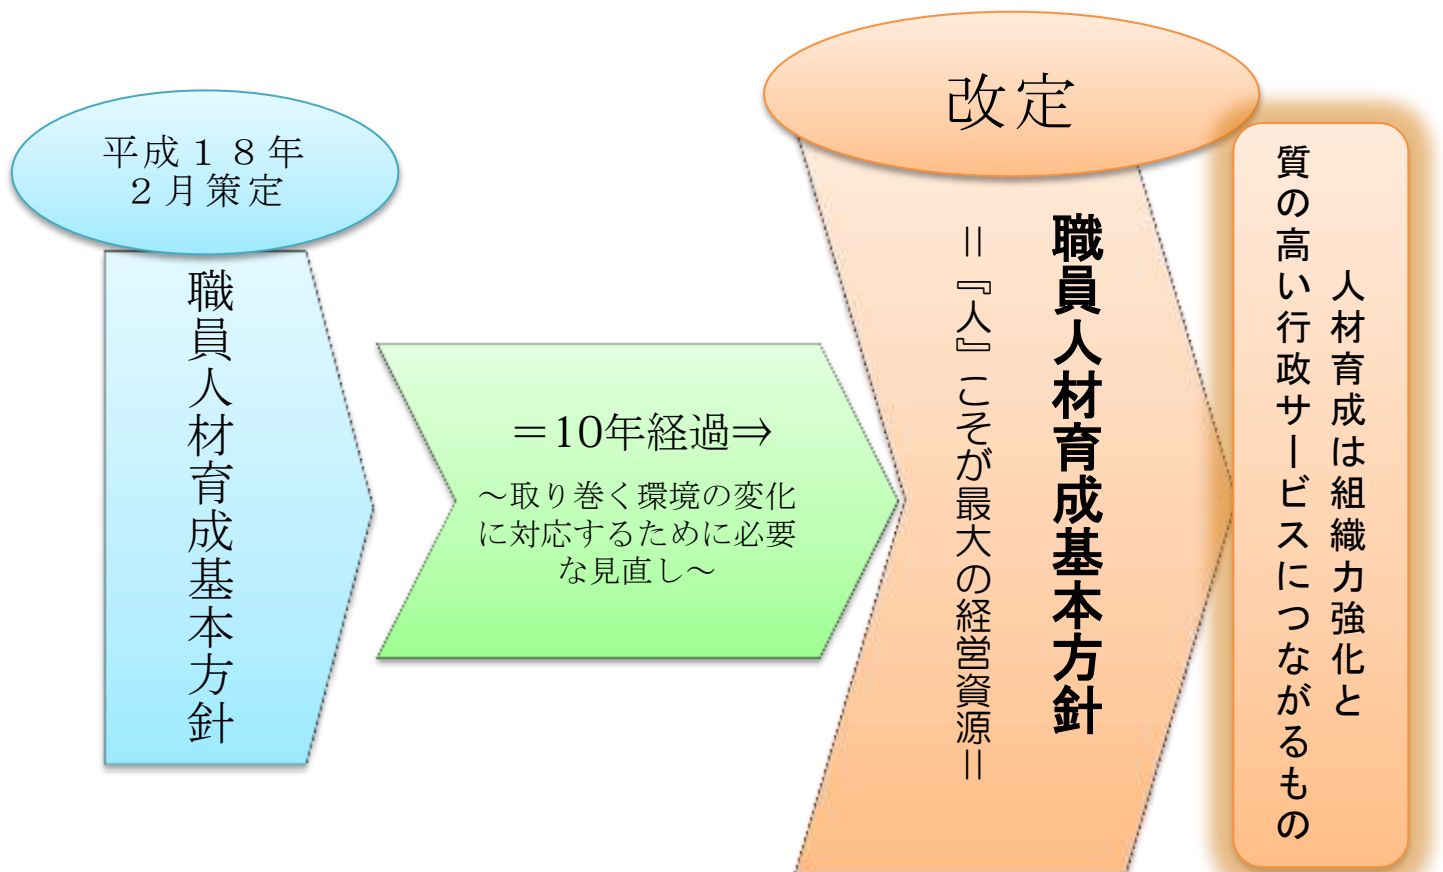 平成１８年
２月策定
職員人材育成基本方針
＝10年経過⇒
～取り巻く環境の変化
に対応するために必要
な見直し～
改定
職員人材育成基本方針
＝『人』こそが最大の経営資源＝
人材育成は組織力強化と
質の高い行政サービスにつながるもの